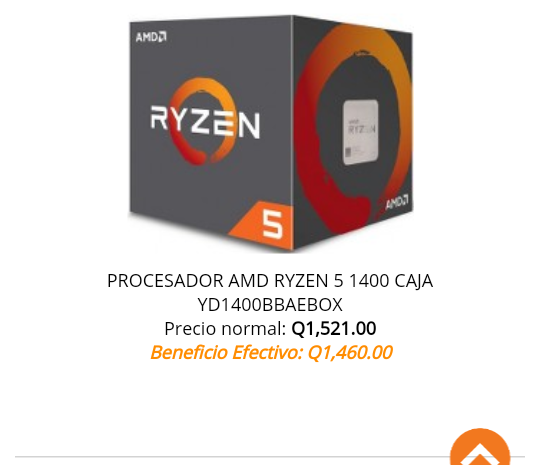 AMD
RYZEN
5
RYZEN
AMD
PROCESADOR AMD RYZEN 5 1400 CAJA
YD1400BBAEBOX
Precio normal: Q1,521.00
Beneficio Efectivo: Q1,460.00